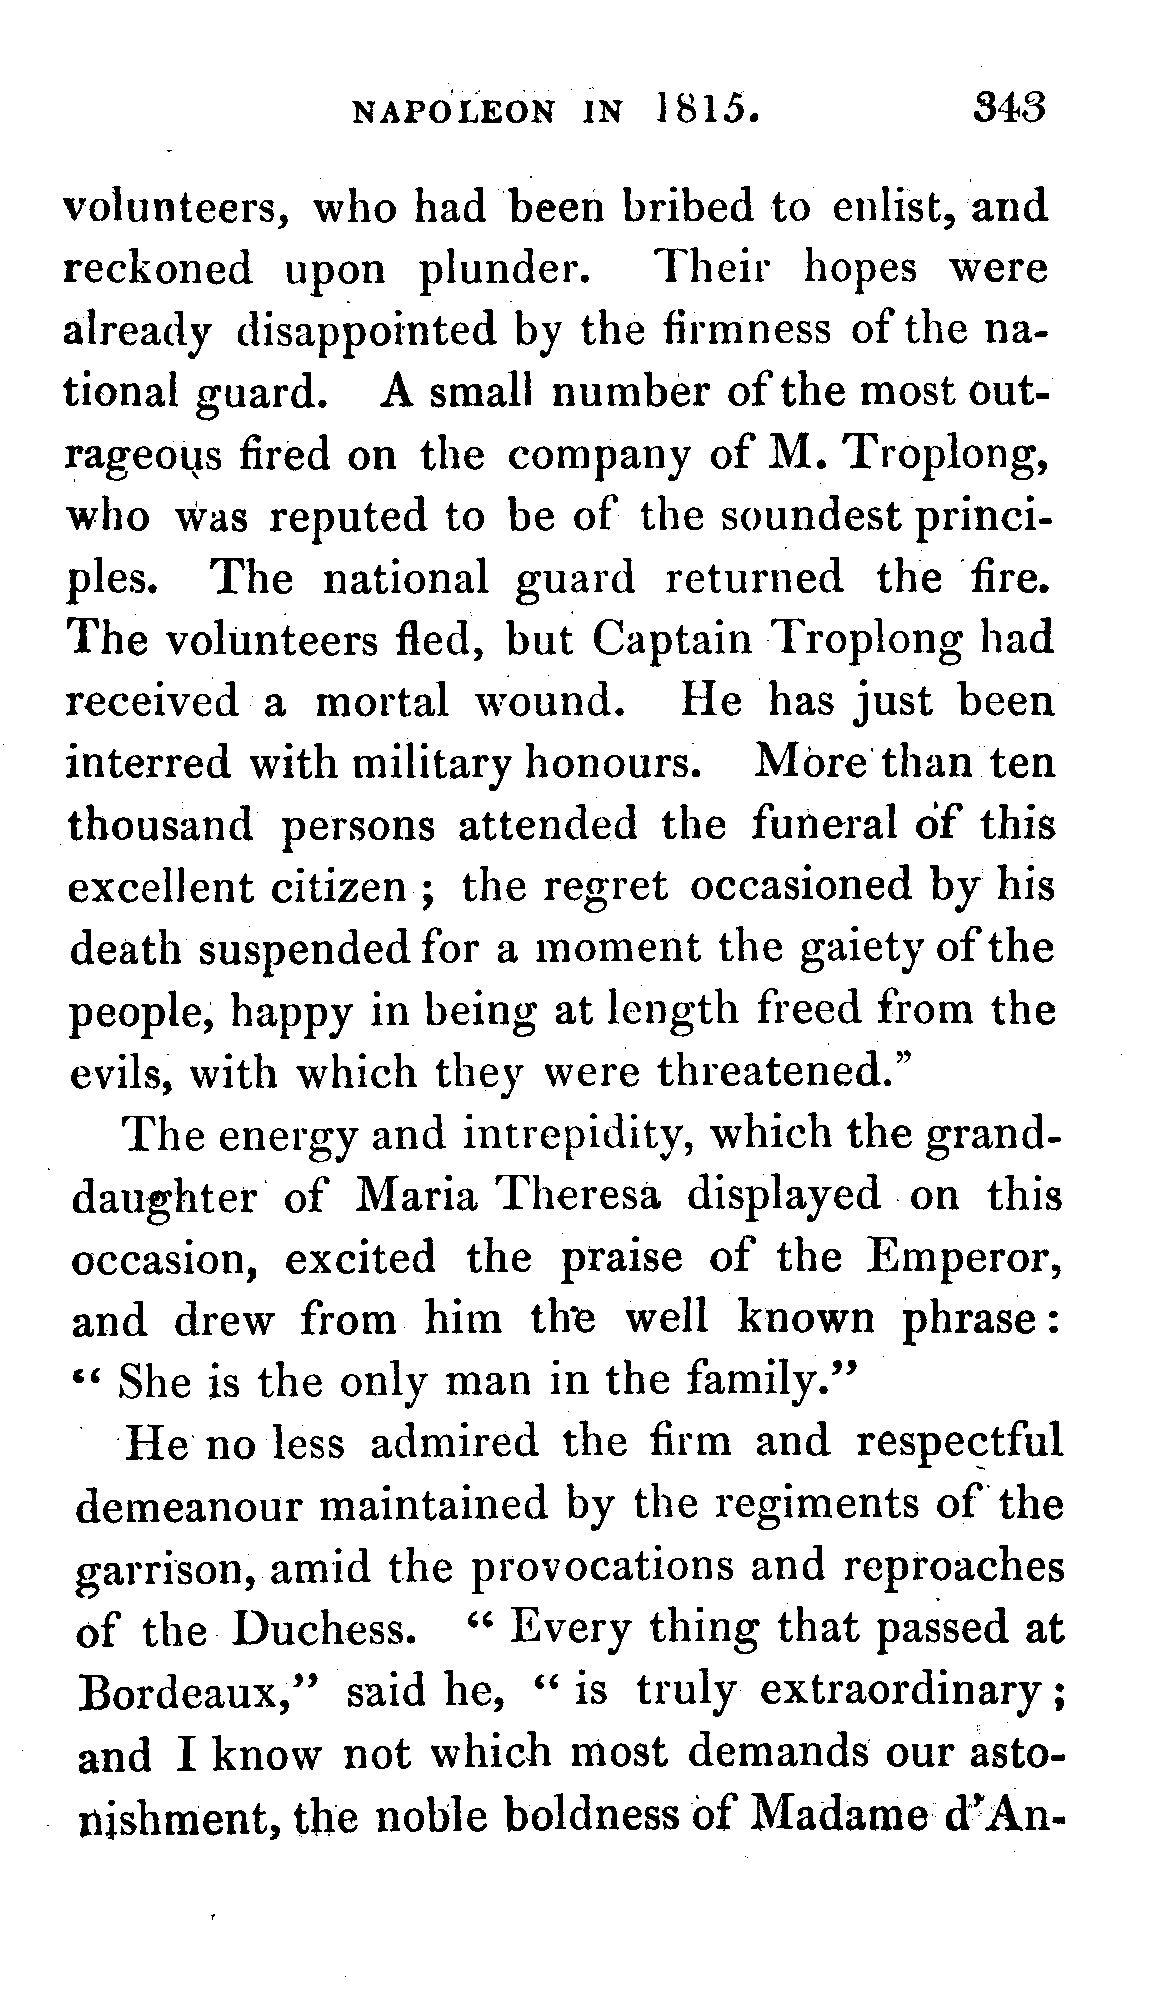 NAPOLEON IN 1815. 343
volunteers, who had been bribed to enlist, and
reckoned upon plunder. Their hopes were
already disappointed by the firmness of the na-
tional guard. A small number of the most out-
rageous fired on the company of M. Troplong,
who was reputed to be of the soundest princi-
ples. The national guard returned the fire.
The volunteers fled, but Captain Troplong had
received a mortal wound. He has just been
interred with military honours. More than ten
thousand persons attended the funeral of this
excellent citizen ; the regret occasioned by his
death suspended for a moment the gaiety of the
people, happy in being at length freed from the
evils, with which they were threatened.”
The energy and intrepidity, which the grand-
daughter of Maria Theresa displayed on this
occasion, excited the praise of the Emperor,
and drew from him the well known phrase :
“ She is the only man in the family.”
He no less admired the firm and respectful
demeanour maintained by the regiments of the
garrison, amid the provocations and reproaches
of the Duchess. “ Every thing that passed at
Bordeaux,” said he, “ is truly extraordinary ;
and I know not which most demands our asto-
nishment, the noble boldness of Madame d’An-